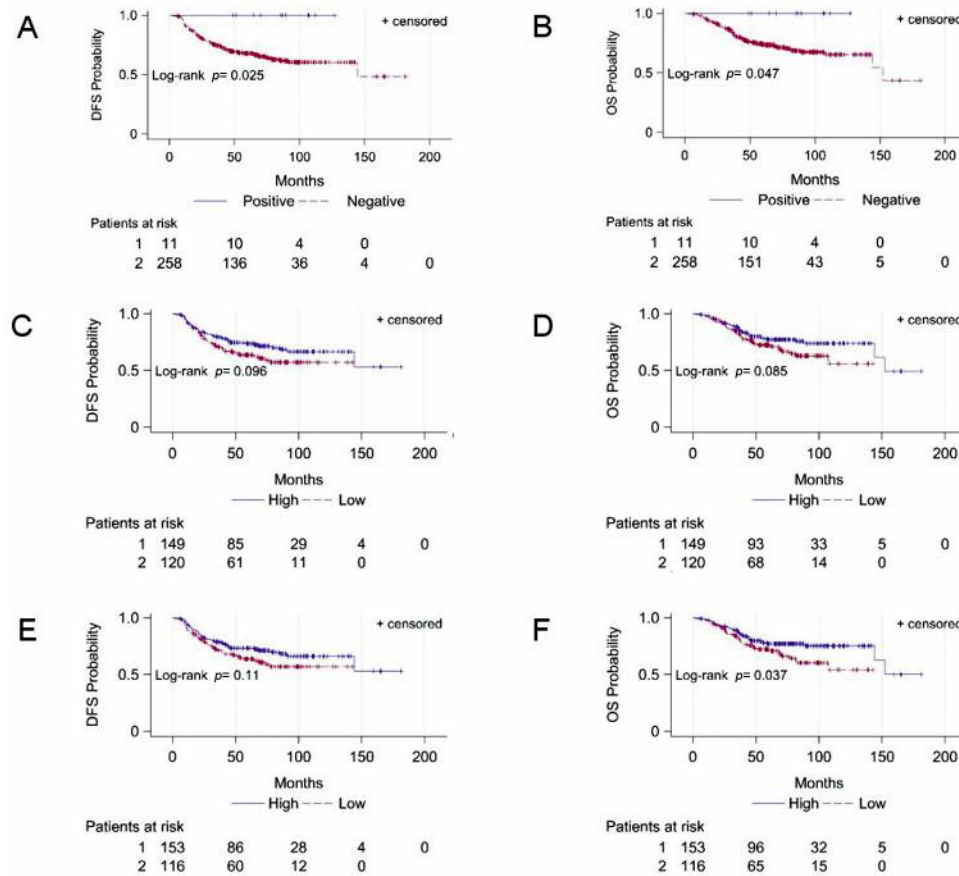 A
1.0
+ censored
DFS Probability
0.5
Log-rank p= 0.025
0
0 50 100 150 200
Months
Positive Negative
Patients at risk
1 11 10 4 0
2 258 136 36 4 0
B
1.0
+ censored
OS Probability
0.5
Log-rank p= 0.047
0
0 50 100 150 200
Months
Positive Negative
Patients at risk
1 11 10 4 0
2 258 151 43 5 0
C
1.0
+ censored
DFS Probability
0.5
Log-rank p= 0.096
0
0 50 100 150 200
Months
High Low
Patients at risk
1 149 85 29 4 0
2 120 61 11 0
D
1.0
+ censored
OS Probability
0.5
Log-rank p= 0.085
0
0 50 100 150 200
Months
High Low
Patients at risk
1 149 93 33 5 0
2 120 68 14 0
E
1.0
+ censored
DFS Probability
0.5
Log-rank p= 0.11
0
0 50 100 150 200
Months
High Low
Patients at risk
1 153 86 28 4 0
2 116 60 12 0
F
1.0
+ censored
OS Probability
0.5
Log-rank p= 0.037
0
0 50 100 150 200
Months
High Low
Patients at risk
1 153 96 32 5 0
2 116 65 15 0